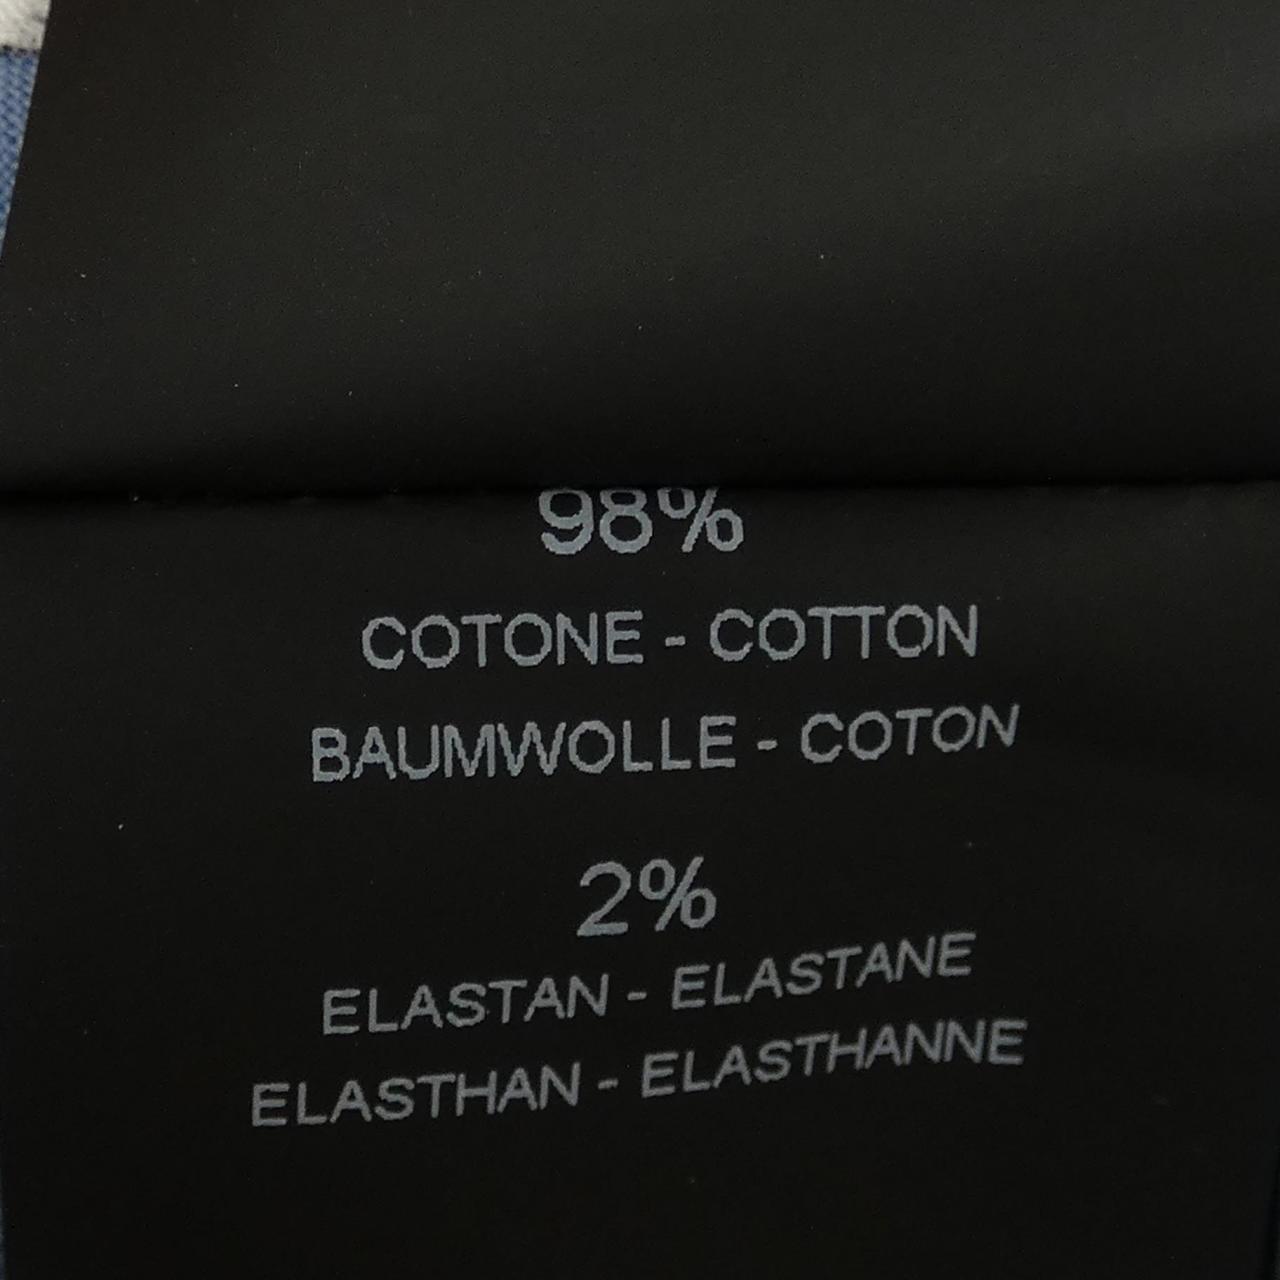 98%
COTONE - COTTON
BAUMWOLLE - COTON
2%
ELASTAN - ELASTANE
ELASTHAN - ELASTHANNE